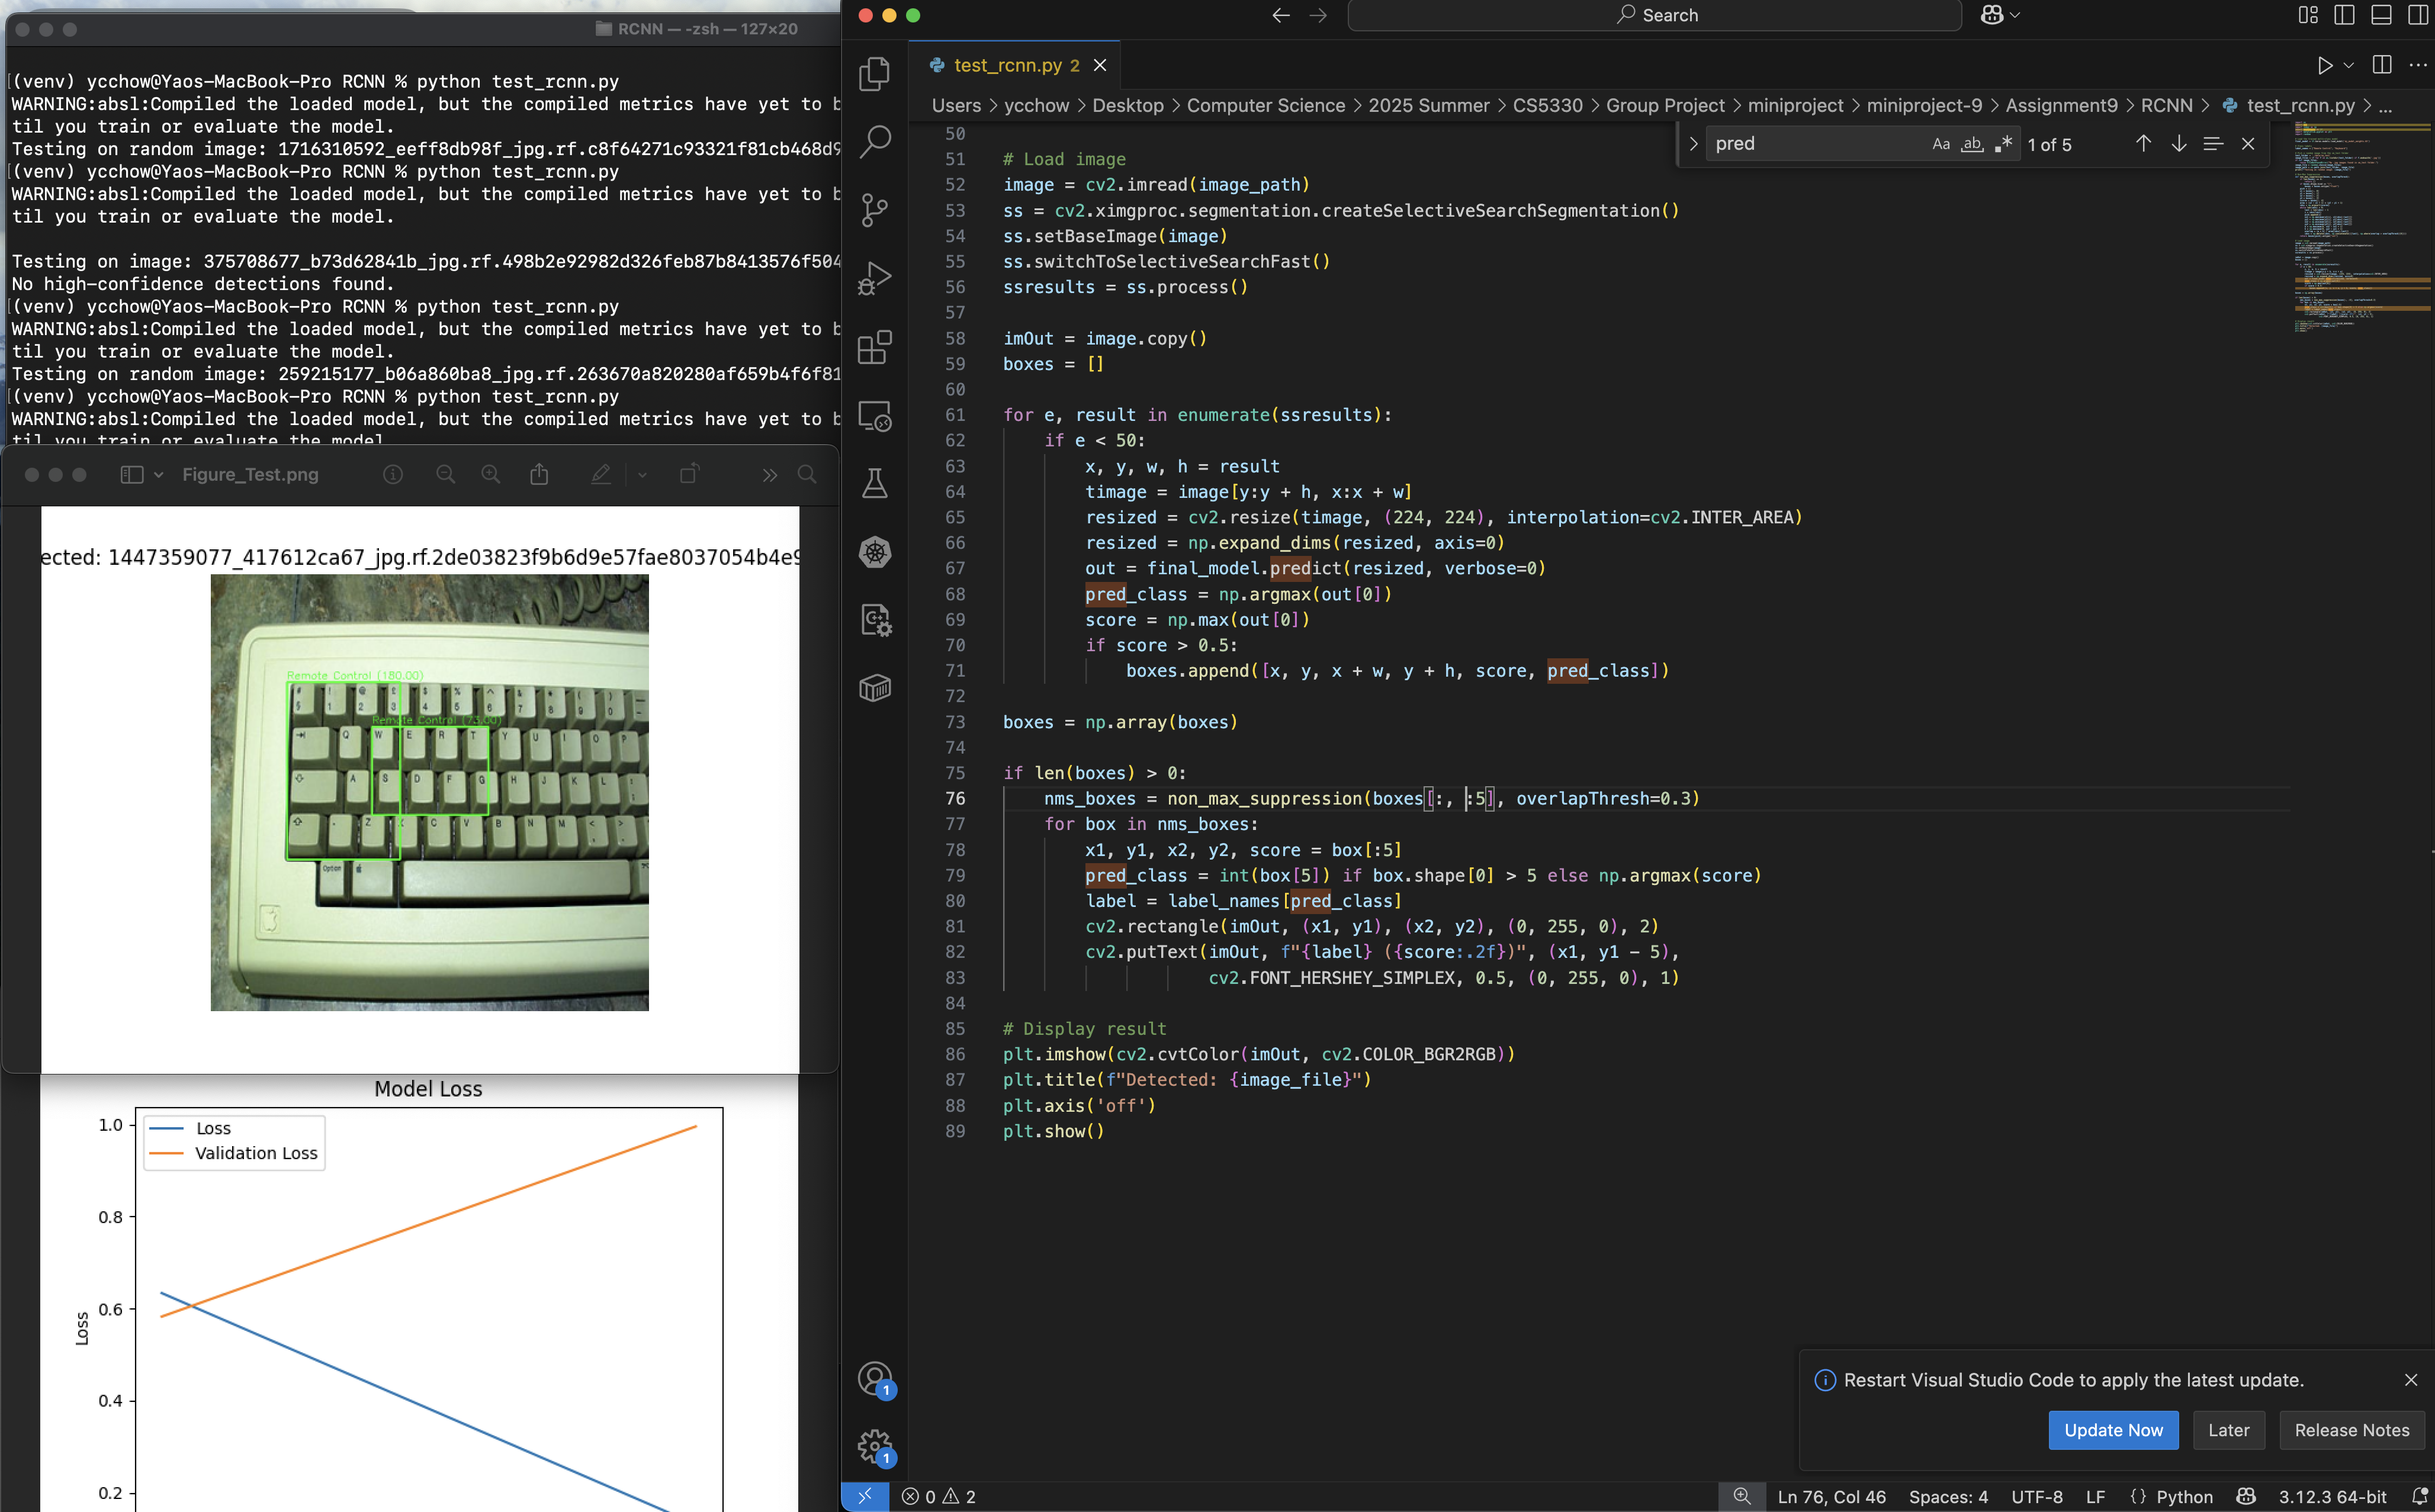 RCNN — -zsh — 127×20
(venv) ycchow@Yaos-MacBook-Pro RCNN % python test_rcnn.py
WARNING:absl:Compiled the loaded model, but the compiled metrics have yet to b
til you train or evaluate the model.
Testing on random image: 1716310592_eeff8db98f_jpg.rf.c8f64271c93321f81cb468d9
(venv) ycchow@Yaos-MacBook-Pro RCNN % python test_rcnn.py
WARNING:absl:Compiled the loaded model, but the compiled metrics have yet to b
til you train or evaluate the model.
Testing on image: 375708677_b73d62841b_jpg.rf.498b2e92982d326feb87b8413576f504
No high-confidence detections found.
(venv) ycchow@Yaos-MacBook-Pro RCNN % python test_rcnn.py
WARNING:absl:Compiled the loaded model, but the compiled metrics have yet to b
til you train or evaluate the model.
Testing on random image: 259215177_b06a860ba8_jpg.rf.263670a820280af659b4f6f81
(venv) ycchow@Yaos-MacBook-Pro RCNN % python test_rcnn.py
WARNING:absl:Compiled the loaded model, but the compiled metrics have yet to b
til you train or evaluate the model.
Figure_Test.png
ected: 1447359077_417612ca67_jpg.rf.2de03823f9b6d9e57fae8037054b4e9
Remote Control (180.00)
Remote Control (73.00)
Q W E R T Y U I O P
A S D F G H J K L
Z X C V B N M < >
Option
Model Loss
Loss
Validation Loss
1.0
0.8
0.6
0.4
0.2
Loss
Search
test_rcnn.py 2
Users > ycchow > Desktop > Computer Science > 2025 Summer > CS5330 > Group Project > miniproject > miniproject-9 > Assignment9 > RCNN > test_rcnn.py > ...
pred Aa ab 1 of 5
50
51 # Load image
52 image = cv2.imread(image_path)
53 ss = cv2.ximgproc.segmentation.createSelectiveSearchSegmentation()
54 ss.setBaseImage(image)
55 ss.switchToSelectiveSearchFast()
56 ssresults = ss.process()
57
58 imOut = image.copy()
59 boxes = []
60
61 for e, result in enumerate(ssresults):
62 if e < 50:
63 x, y, w, h = result
64 timage = image[y:y + h, x:x + w]
65 resized = cv2.resize(timage, (224, 224), interpolation=cv2.INTER_AREA)
66 resized = np.expand_dims(resized, axis=0)
67 out = final_model.predict(resized, verbose=0)
68 pred_class = np.argmax(out[0])
69 score = np.max(out[0])
70 if score > 0.5:
71 boxes.append([x, y, x + w, y + h, score, pred_class])
72
73 boxes = np.array(boxes)
74
75 if len(boxes) > 0:
76 nms_boxes = non_max_suppression(boxes[:, :5], overlapThresh=0.3)
77 for box in nms_boxes:
78 x1, y1, x2, y2, score = box[:5]
79 pred_class = int(box[5]) if box.shape[0] > 5 else np.argmax(score)
80 label = label_names[pred_class]
81 cv2.rectangle(imOut, (x1, y1), (x2, y2), (0, 255, 0), 2)
82 cv2.putText(imOut, f"{label} ({score:.2f})", (x1, y1 - 5),
83 cv2.FONT_HERSHEY_SIMPLEX, 0.5, (0, 255, 0), 1)
84
85 # Display result
86 plt.imshow(cv2.cvtColor(imOut, cv2.COLOR_BGR2RGB))
87 plt.title(f"Detected: {image_file}")
88 plt.axis('off')
89 plt.show()
1
1
Restart Visual Studio Code to apply the latest update.
Update Now
Later
Release Notes
0 2
Ln 76, Col 46 Spaces: 4 UTF-8 LF {} Python 3.12.3 64-bit